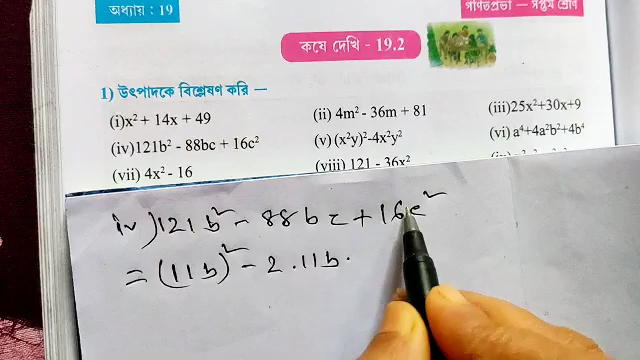 অধ্যায় : 19
গণিতপ্রভা – সপ্তম শ্রেণি
কষে দেখি - 19.2
1) উৎপাদকে বিশ্লেষণ করি —
(i)x² + 14x + 49 (ii) 4m² - 36m + 81 (iii)25x²+30x+9
(iv)121b² - 88bc + 16c² (v) (x²y)²-4x²y² (vi) a⁴+4a²b²+4b⁴
(vii) 4x² - 16 (viii) 121 - 36x²
iv) 121b² - 88bc + 16c²
= (11b)² - 2.11b.